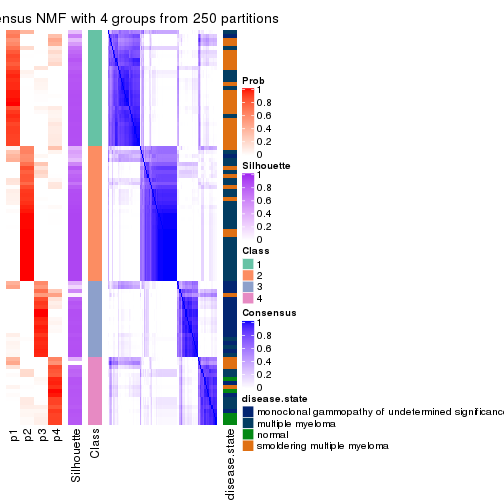 ensus NMF with 4 groups from 250 partitions
Prob
1
0.8
0.6
0.4
0.2
0
Silhouette
1
0.8
0.6
0.4
0.2
0
Class
1
2
3
4
Consensus
1
0.8
0.6
0.4
0.2
0
disease.state
monoclonal gammopathy of undetermined significance
multiple myeloma
normal
smoldering multiple myeloma
p1
p2
p3
p4
Silhouette
Class
disease.state